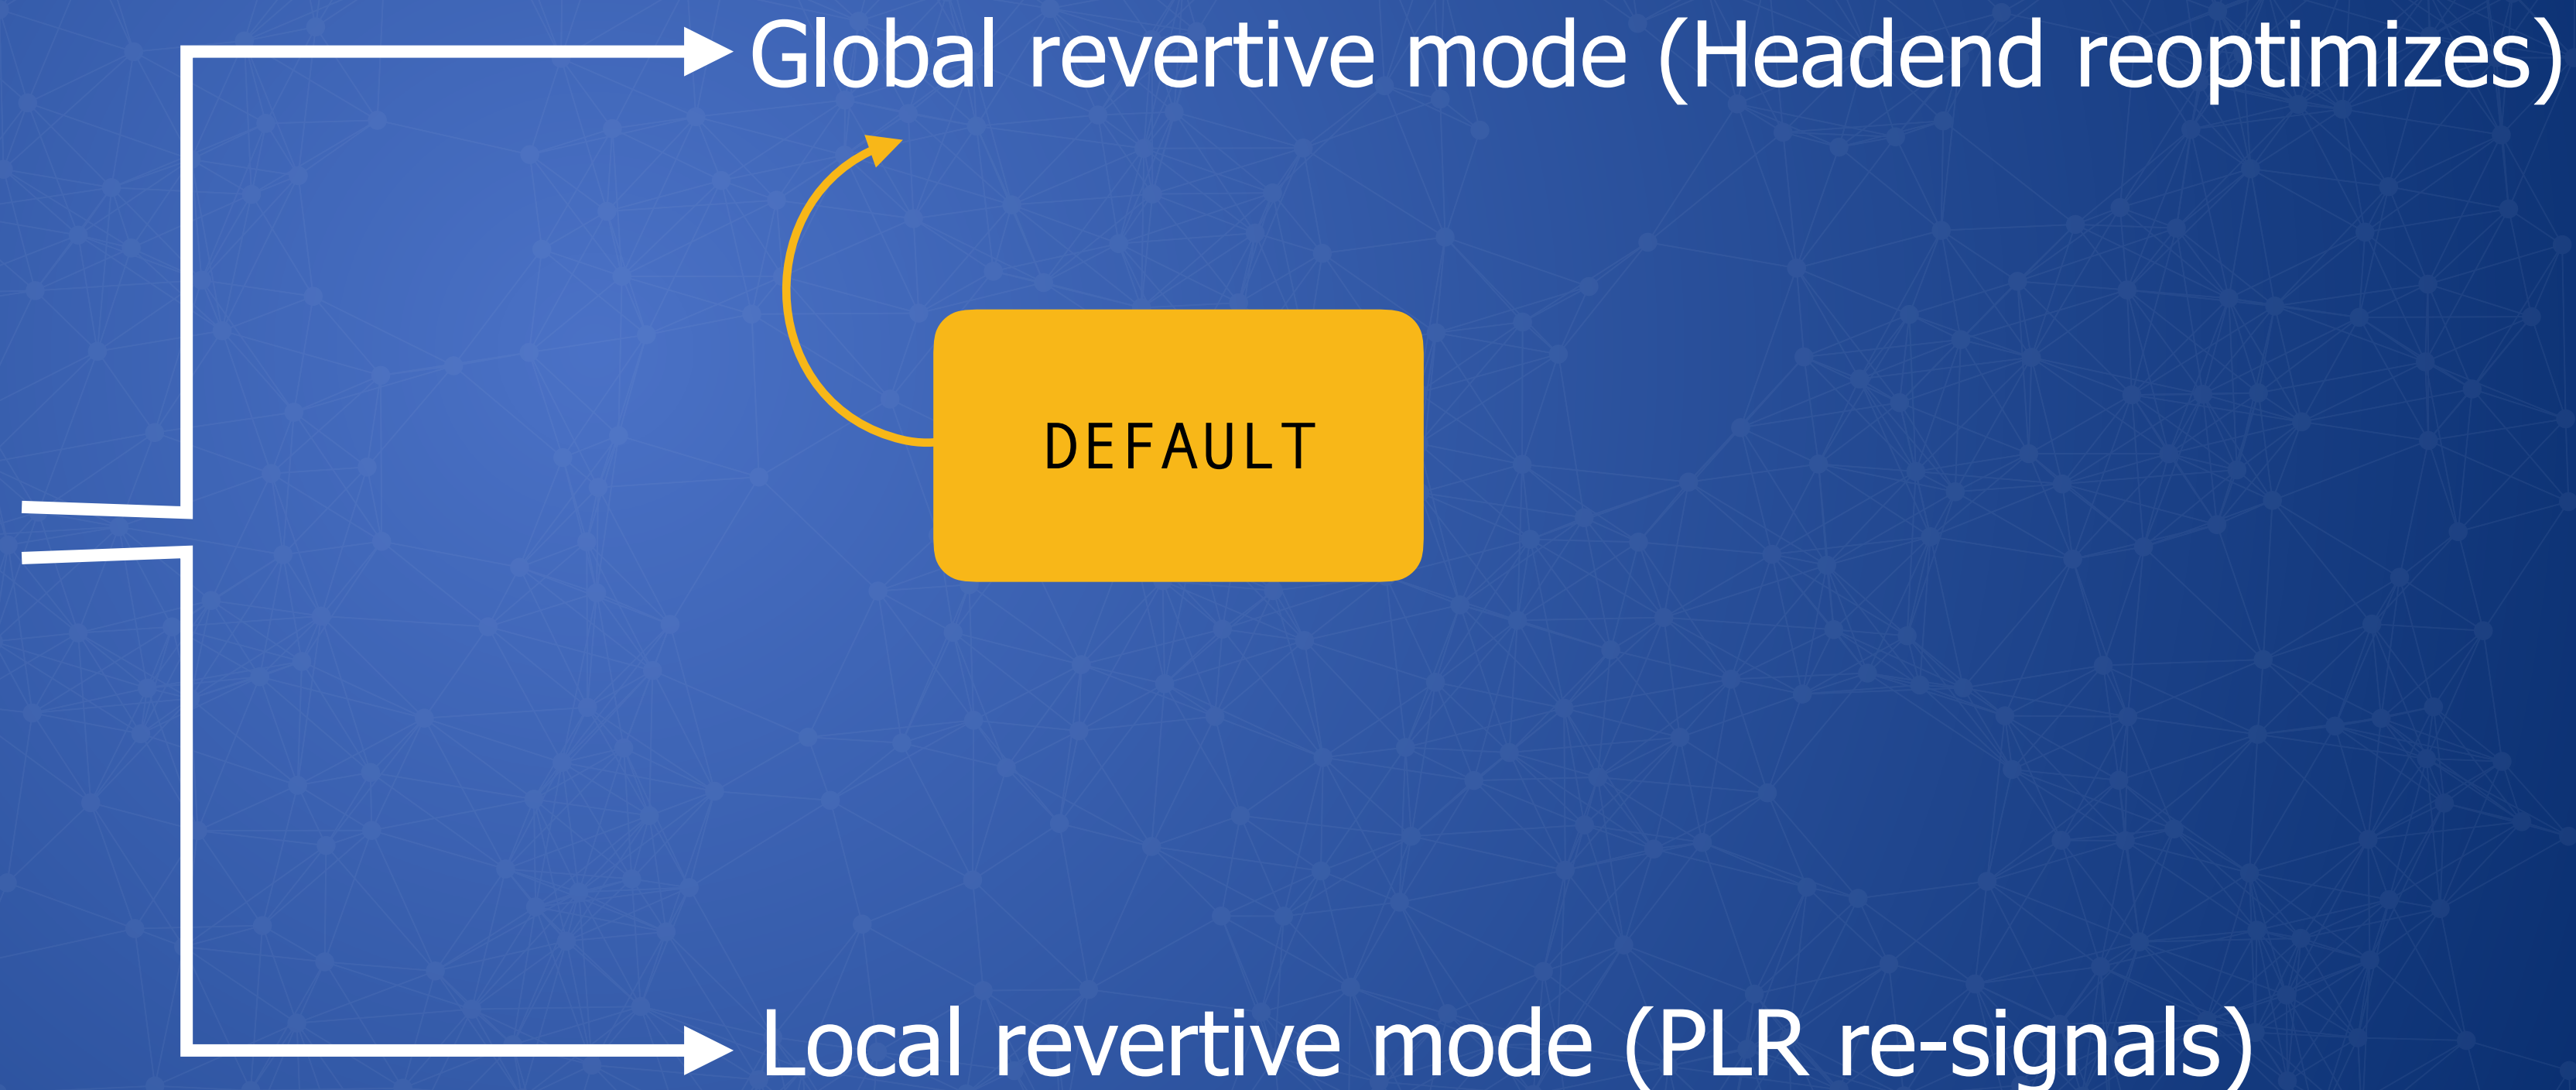 Global revertive mode (Headend reoptimizes)
DEFAULT
Local revertive mode (PLR re-signals)